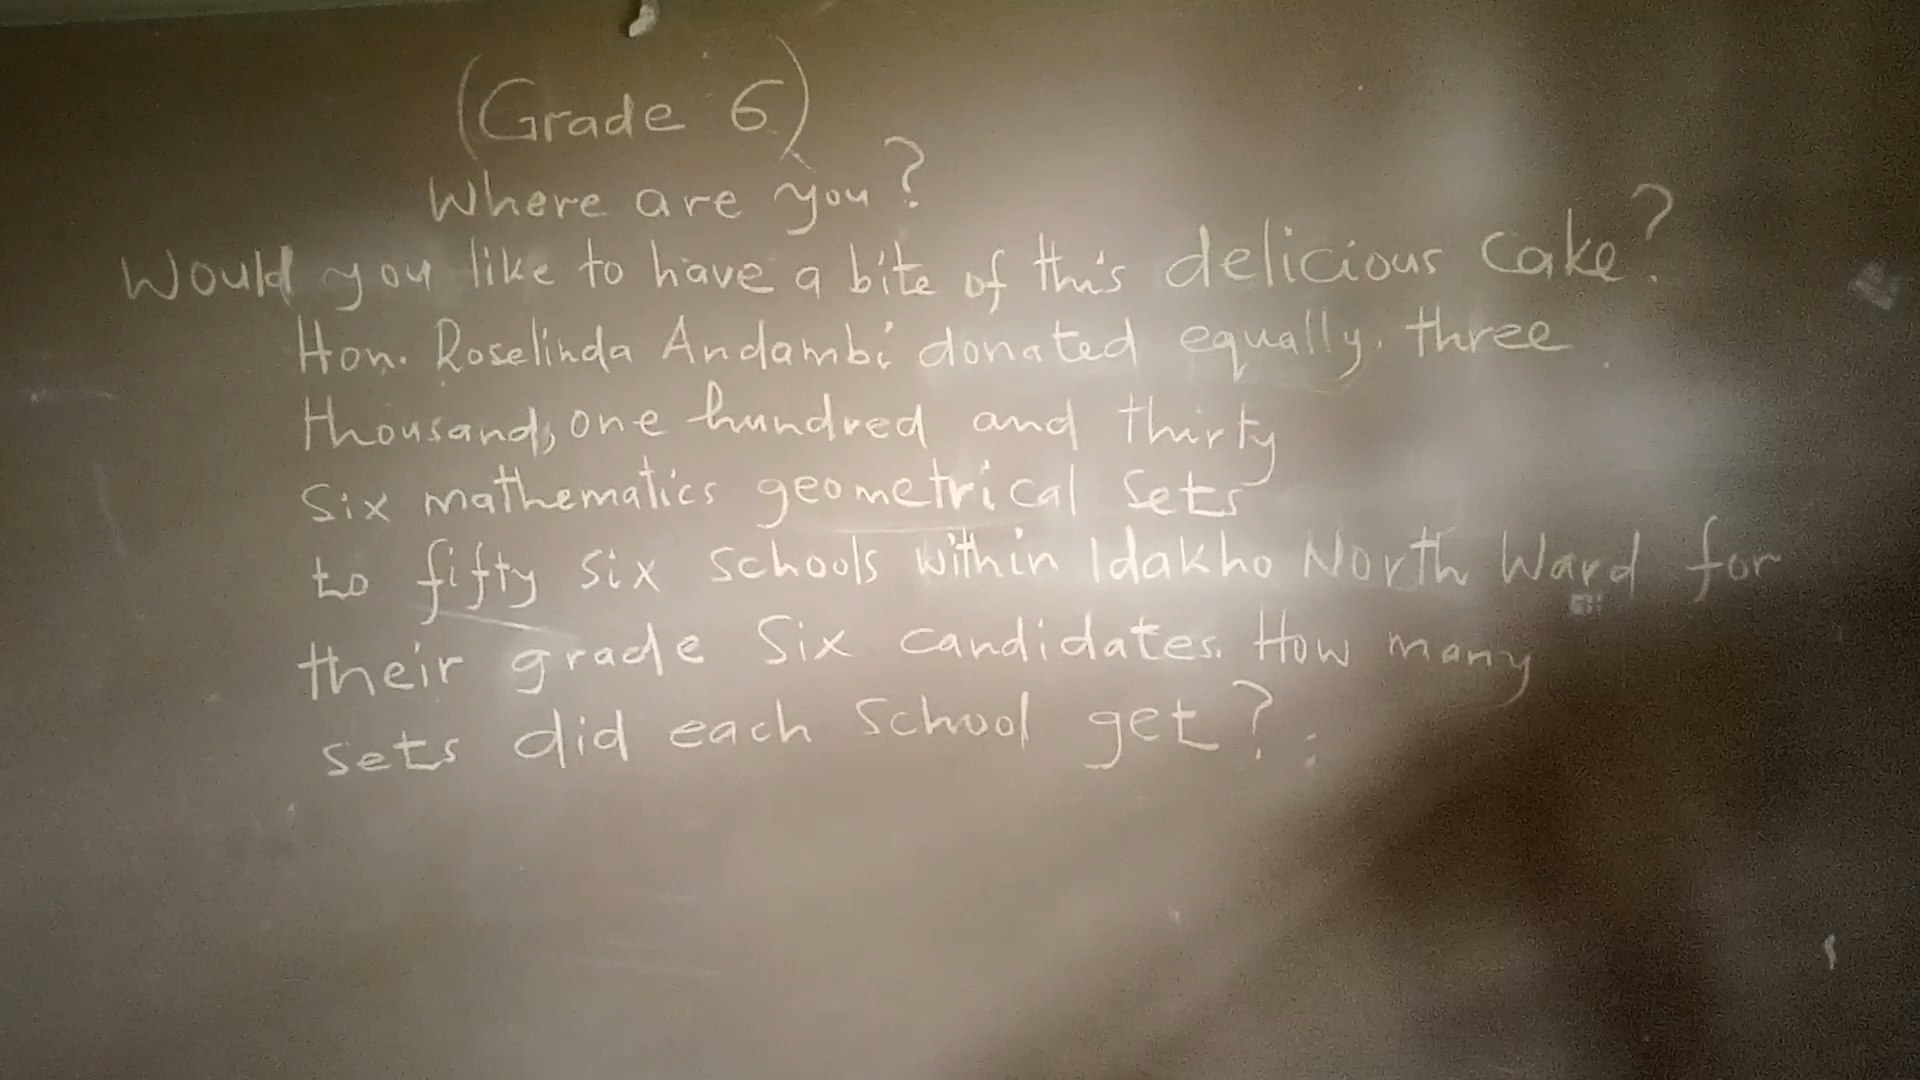 (Grade 6)
Where are you?
Would you like to have a bite of this delicious cake?
Hon. Roselinda Andambi donated equally, three
thousand, one hundred and thirty
six mathematics geometrical sets
to fifty six schools within Idakho North Ward for
their grade six candidates. How many
sets did each school get?